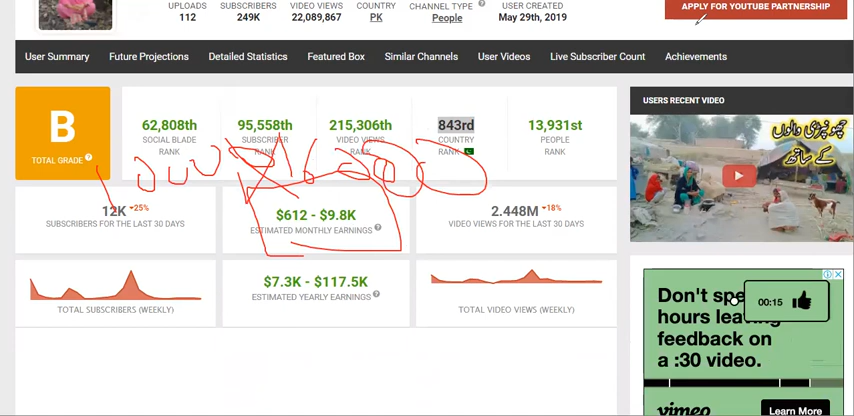 UPLOADS SUBSCRIBERS VIDEO VIEWS COUNTRY CHANNEL TYPE USER CREATED
112 249K 22,089,867 PK People May 29th, 2019
APPLY FOR YOUTUBE PARTNERSHIP
User Summary Future Projections Detailed Statistics Featured Box Similar Channels User Videos Live Subscriber Count Achievements
B
TOTAL GRADE
62,808th 95,558th 215,306th 843rd 13,931st
SOCIAL BLADE SUBSCRIBER VIDEO VIEWS COUNTRY PEOPLE
RANK RANK RANK RANK RANK
USERS RECENT VIDEO
چھونپڑی والوں
کے ساتھ
12K 25%
SUBSCRIBERS FOR THE LAST 30 DAYS
$612 - $9.8K
ESTIMATED MONTHLY EARNINGS
2.448M 18%
VIDEO VIEWS FOR THE LAST 30 DAYS
TOTAL SUBSCRIBERS (WEEKLY)
$7.3K - $117.5K
ESTIMATED YEARLY EARNINGS
TOTAL VIDEO VIEWS (WEEKLY)
Don't spe
hours leav
feedback on
a :30 video.
00:15
vimeo
Learn More